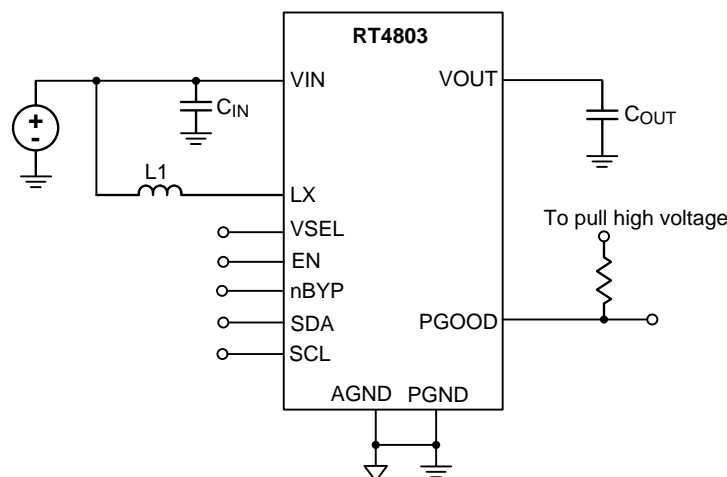 RT4803
VIN
VOUT
CIN
COUT
+
-
L1
LX
VSEL
To pull high voltage
EN
nBYP
SDA
PGOOD
SCL
AGND PGND